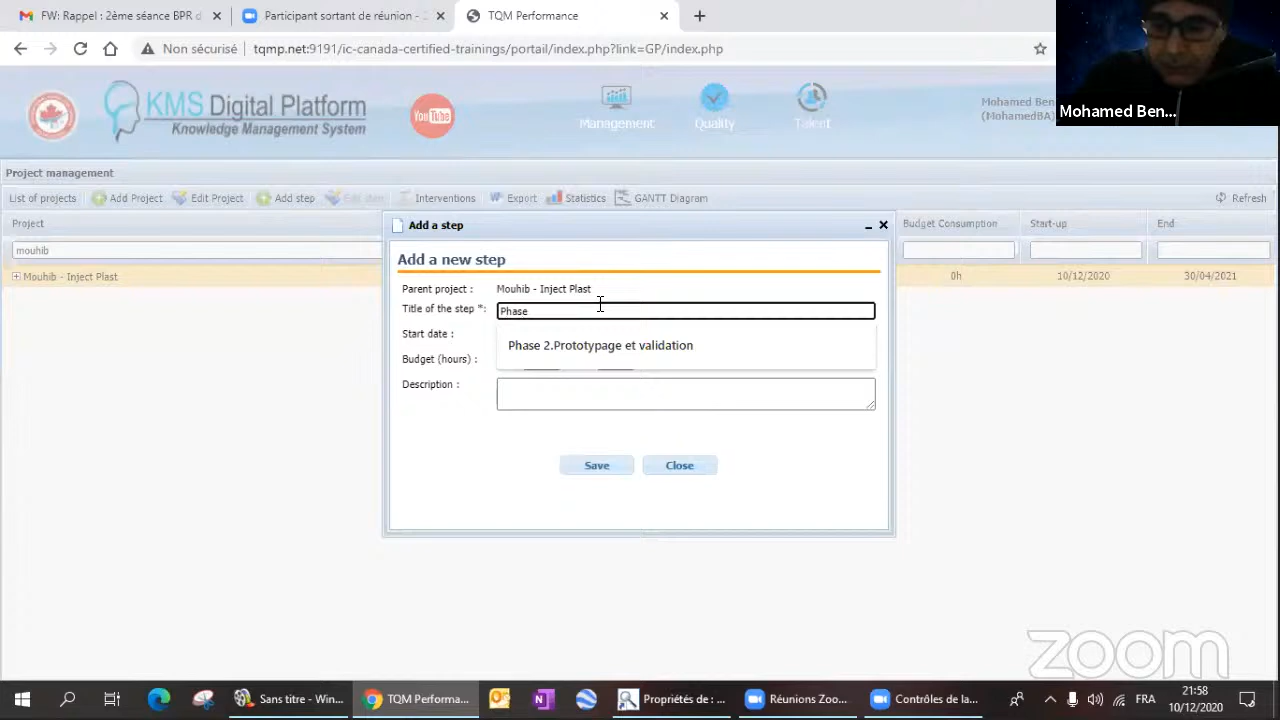 FW: Rappel : 2ème séance BPR d
Participant sortant de réunion - 2
TQM Performance
Non sécurisé
tqmp.net:9191/ic-canada-certified-trainings/portail/index.php?link=GP/index.php
KMS Digital Platform
Knowledge Management System
YouTube
Management
Quality
Talent
Mohamed Ben
(MohamedBA)
Mohamed Ben...
Project management
List of projects
Add Project
Edit Project
Add step
Edit step
Interventions
Export
Statistics
GANTT Diagram
Refresh
Project
Budget Consumption
Start-up
End
mouhib
Mouhib - Inject Plast
0h
10/12/2020
30/04/2021
Add a step
Add a new step
Parent project :
Mouhib - Inject Plast
Title of the step *:
Phase
Start date :
Phase 2.Prototypage et validation
Budget (hours) :
Description :
Save
Close
zoom
Sans titre - Win...
TQM Performa...
Propriétés de : ...
Réunions Zoo...
Contrôles de la...
FRA
21:58
10/12/2020